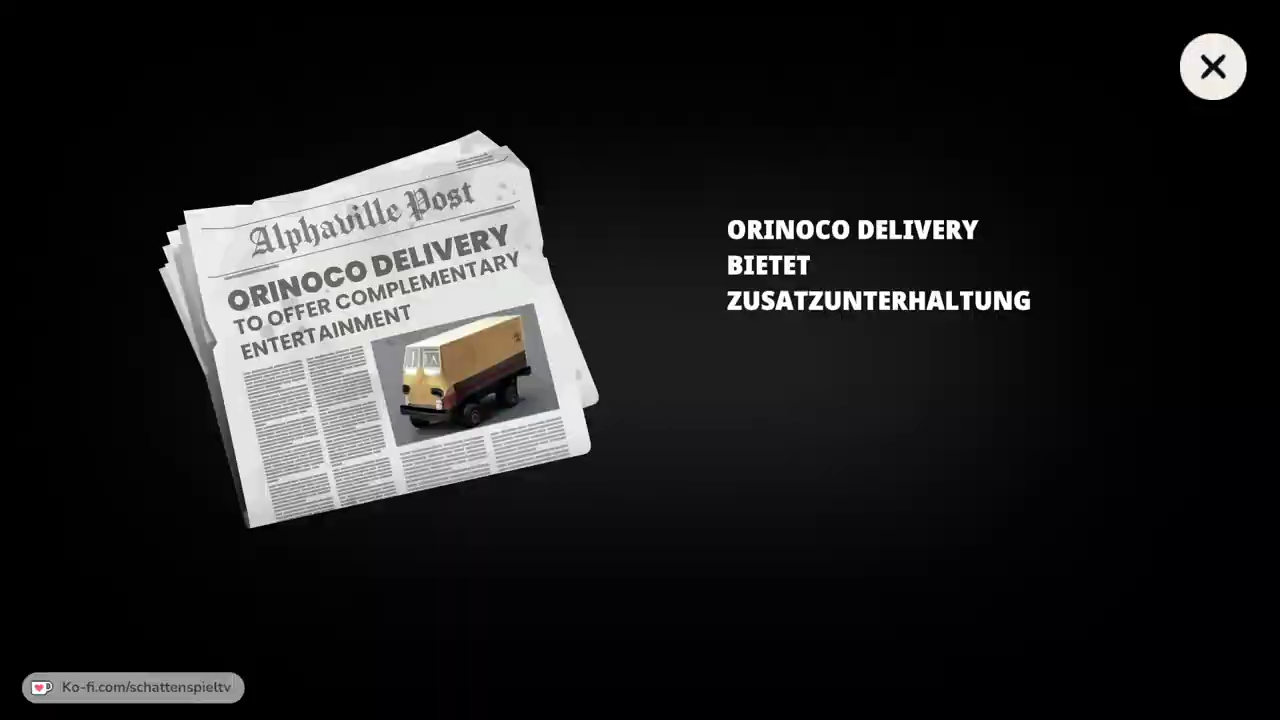 Alphaville Post
ORINOCO DELIVERY
TO OFFER COMPLEMENTARY
ENTERTAINMENT
ORINOCO DELIVERY
BIETET
ZUSATZUNTERHALTUNG
Ko-fi.com/schattenspieltv